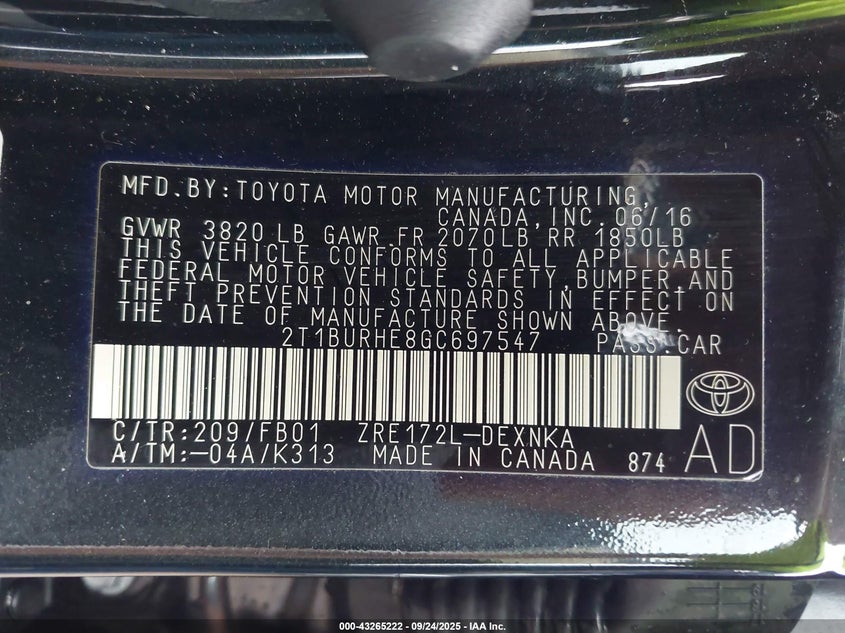 MFD.BY:TOYOTA MOTOR MANUFACTURING,
CANADA,INC. 06/16
GVWR 3820 LB GAWR FR 2070LB RR 1850LB
THIS VEHICLE CONFORMS TO ALL APPLICABLE
FEDERAL MOTOR VEHICLE SAFETY,BUMPER,AND
THEFT PREVENTION STANDARDS IN EFFECT ON
THE DATE OF MANUFACTURE SHOWN ABOVE.
2T1BURHE8GC697547 PASS.CAR
C/TR:209/FB01 ZRE172L-DEXNKA
A/TM:-04A/K313 MADE IN CANADA 874 AD
000-43265222 - 09/24/2025 - IAA Inc.